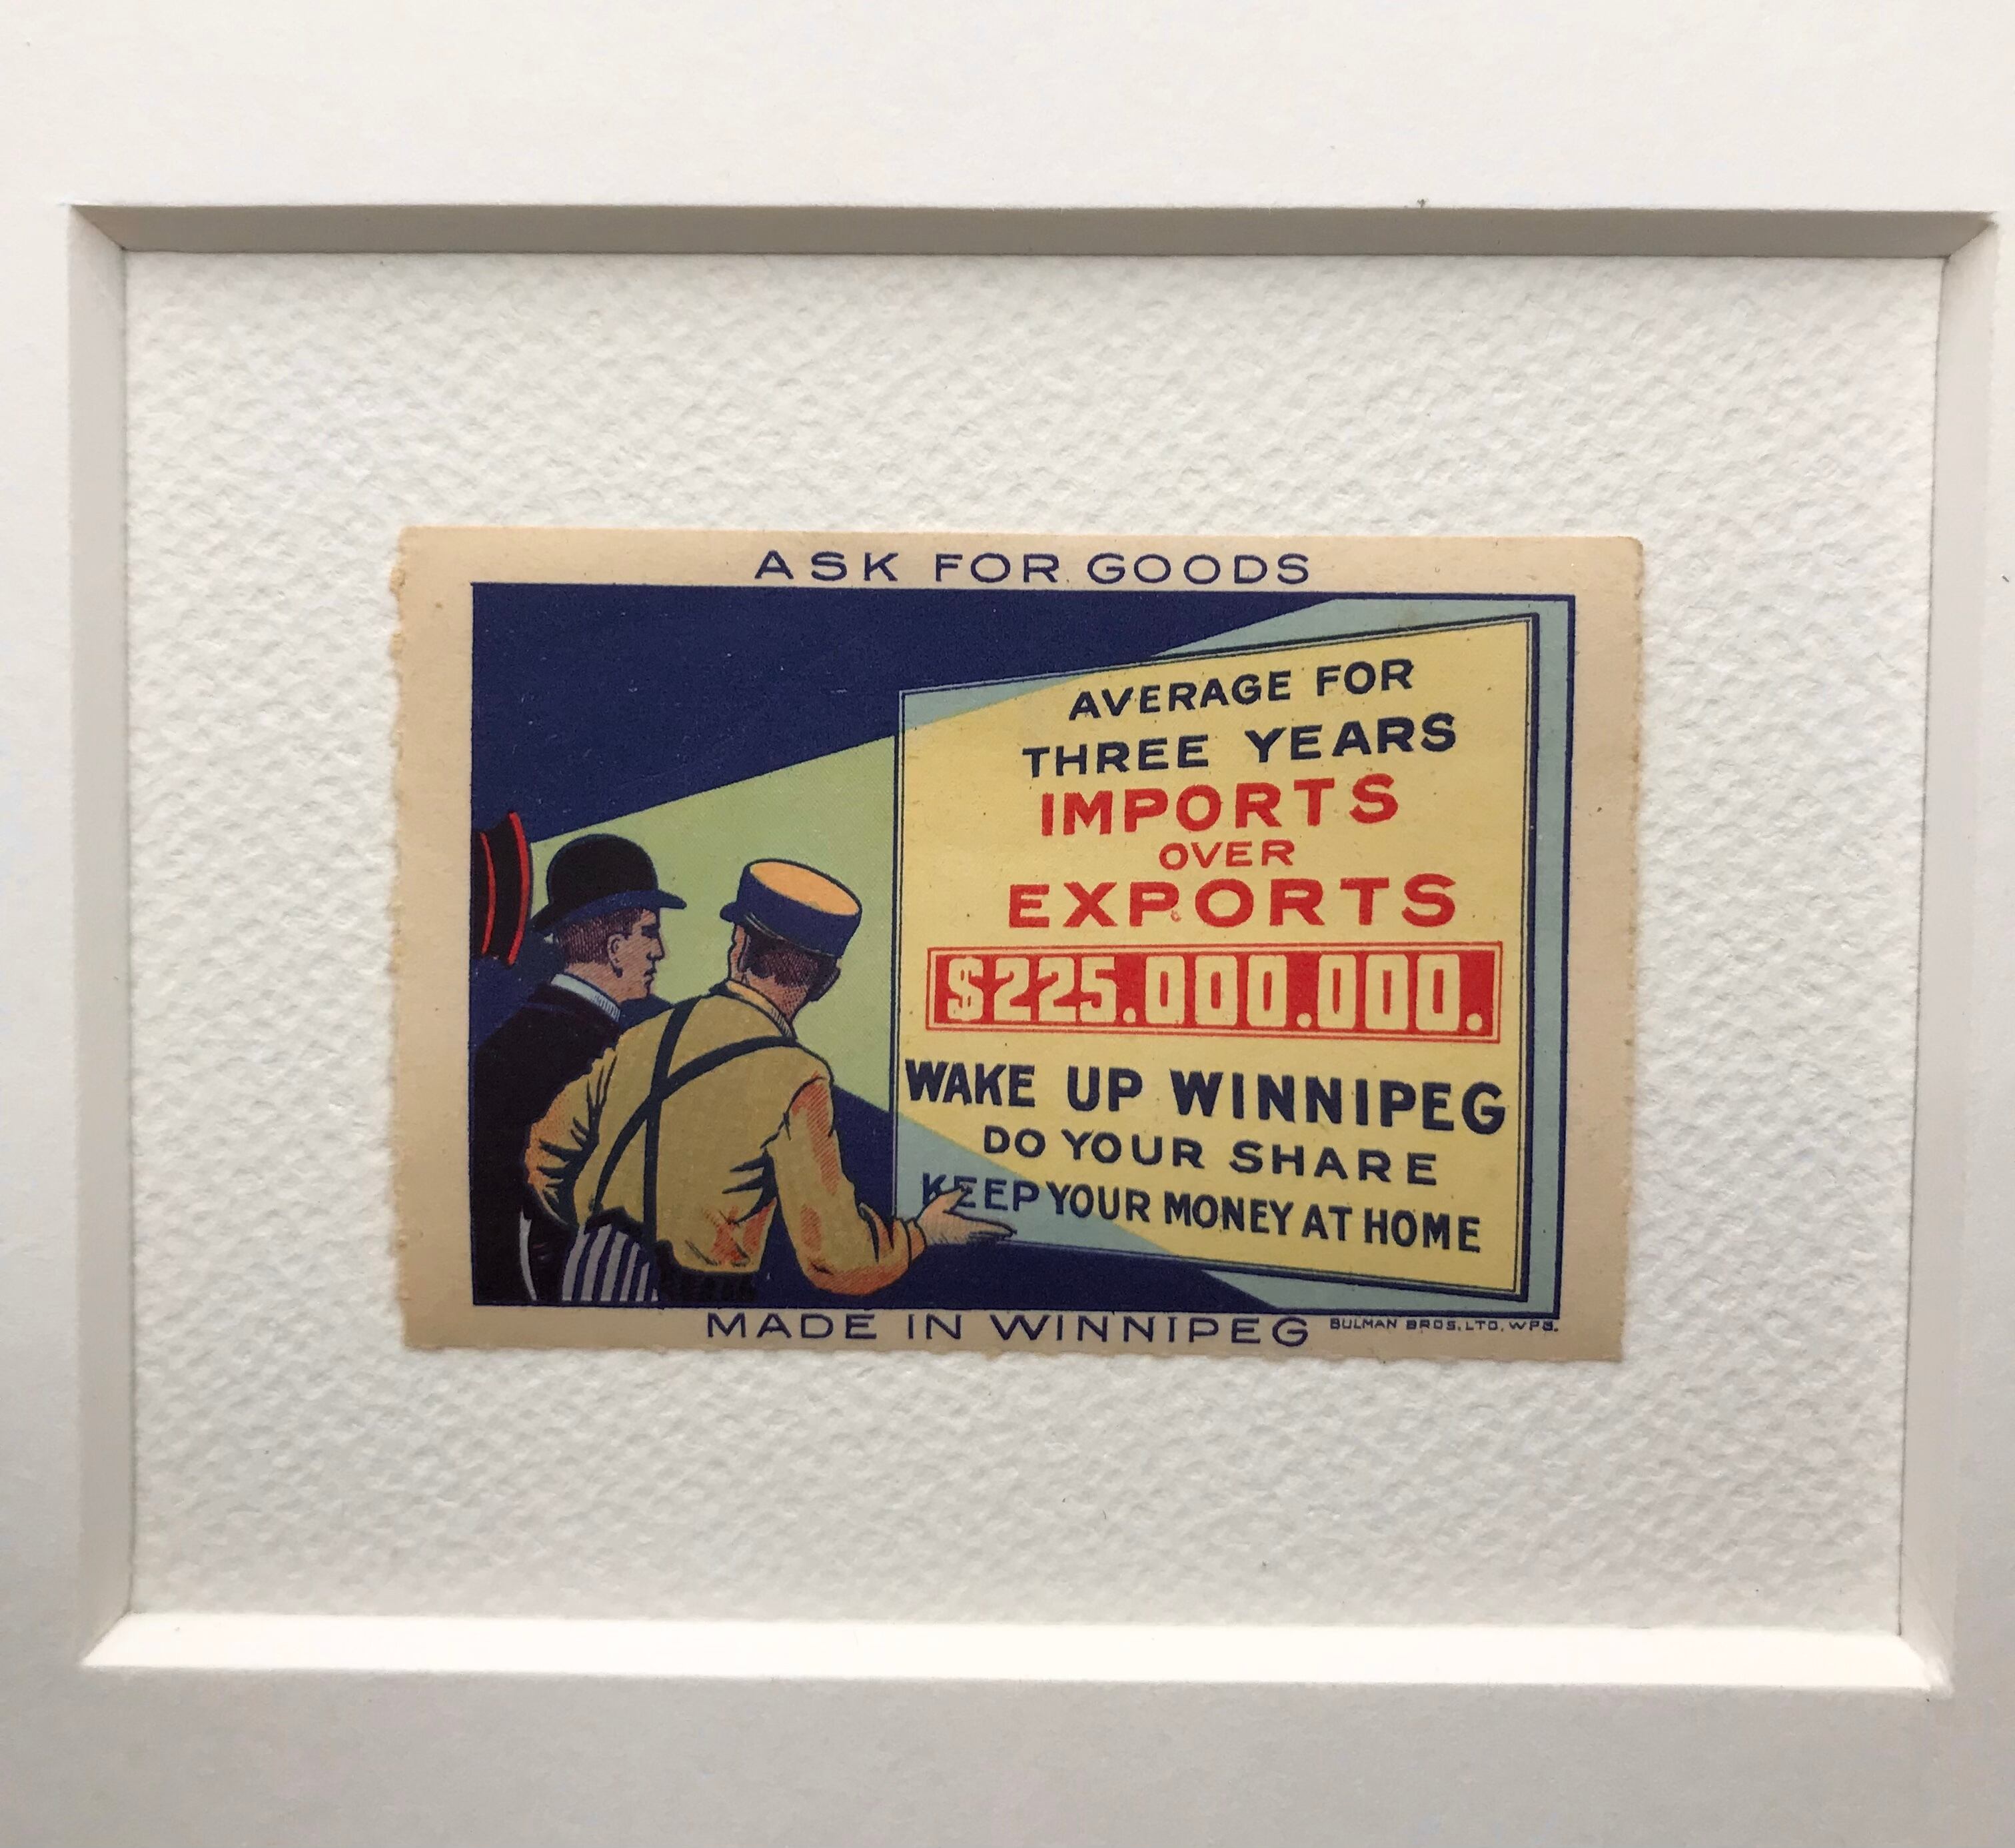 ASK FOR GOODS
AVERAGE FOR
THREE YEARS
IMPORTS
OVER
EXPORTS
$225.000.000.
WAKE UP WINNIPEG
DO YOUR SHARE
KEEP YOUR MONEY AT HOME
MADE IN WINNIPEG
BULMAN BROS. LTD. WPG.